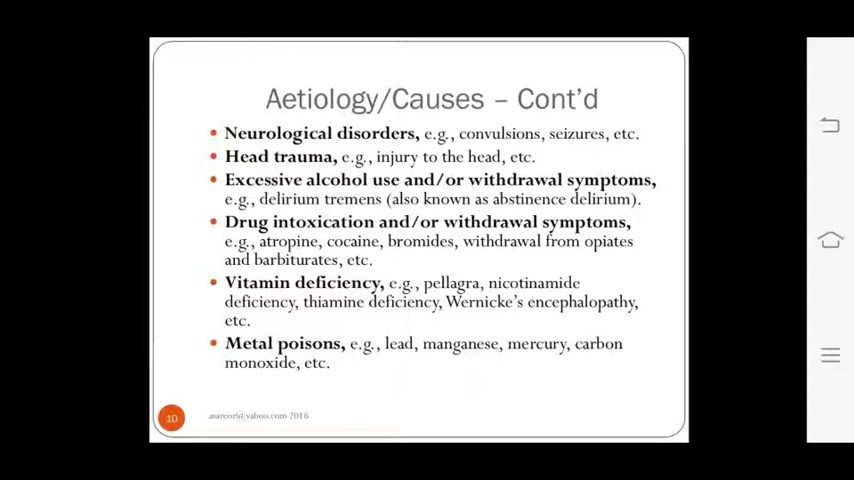 Aetiology/Causes – Cont'd
• Neurological disorders, e.g., convulsions, seizures, etc.
• Head trauma, e.g., injury to the head, etc.
• Excessive alcohol use and/or withdrawal symptoms,
e.g., delirium tremens (also known as abstinence delirium).
• Drug intoxication and/or withdrawal symptoms,
e.g., atropine, cocaine, bromides, withdrawal from opiates
and barbiturates, etc.
• Vitamin deficiency, e.g., pellagra, nicotinamide
deficiency, thiamine deficiency, Wernicke's encephalopathy,
etc.
• Metal poisons, e.g., lead, manganese, mercury, carbon
monoxide, etc.
10
asareor@yahoo.com 2016